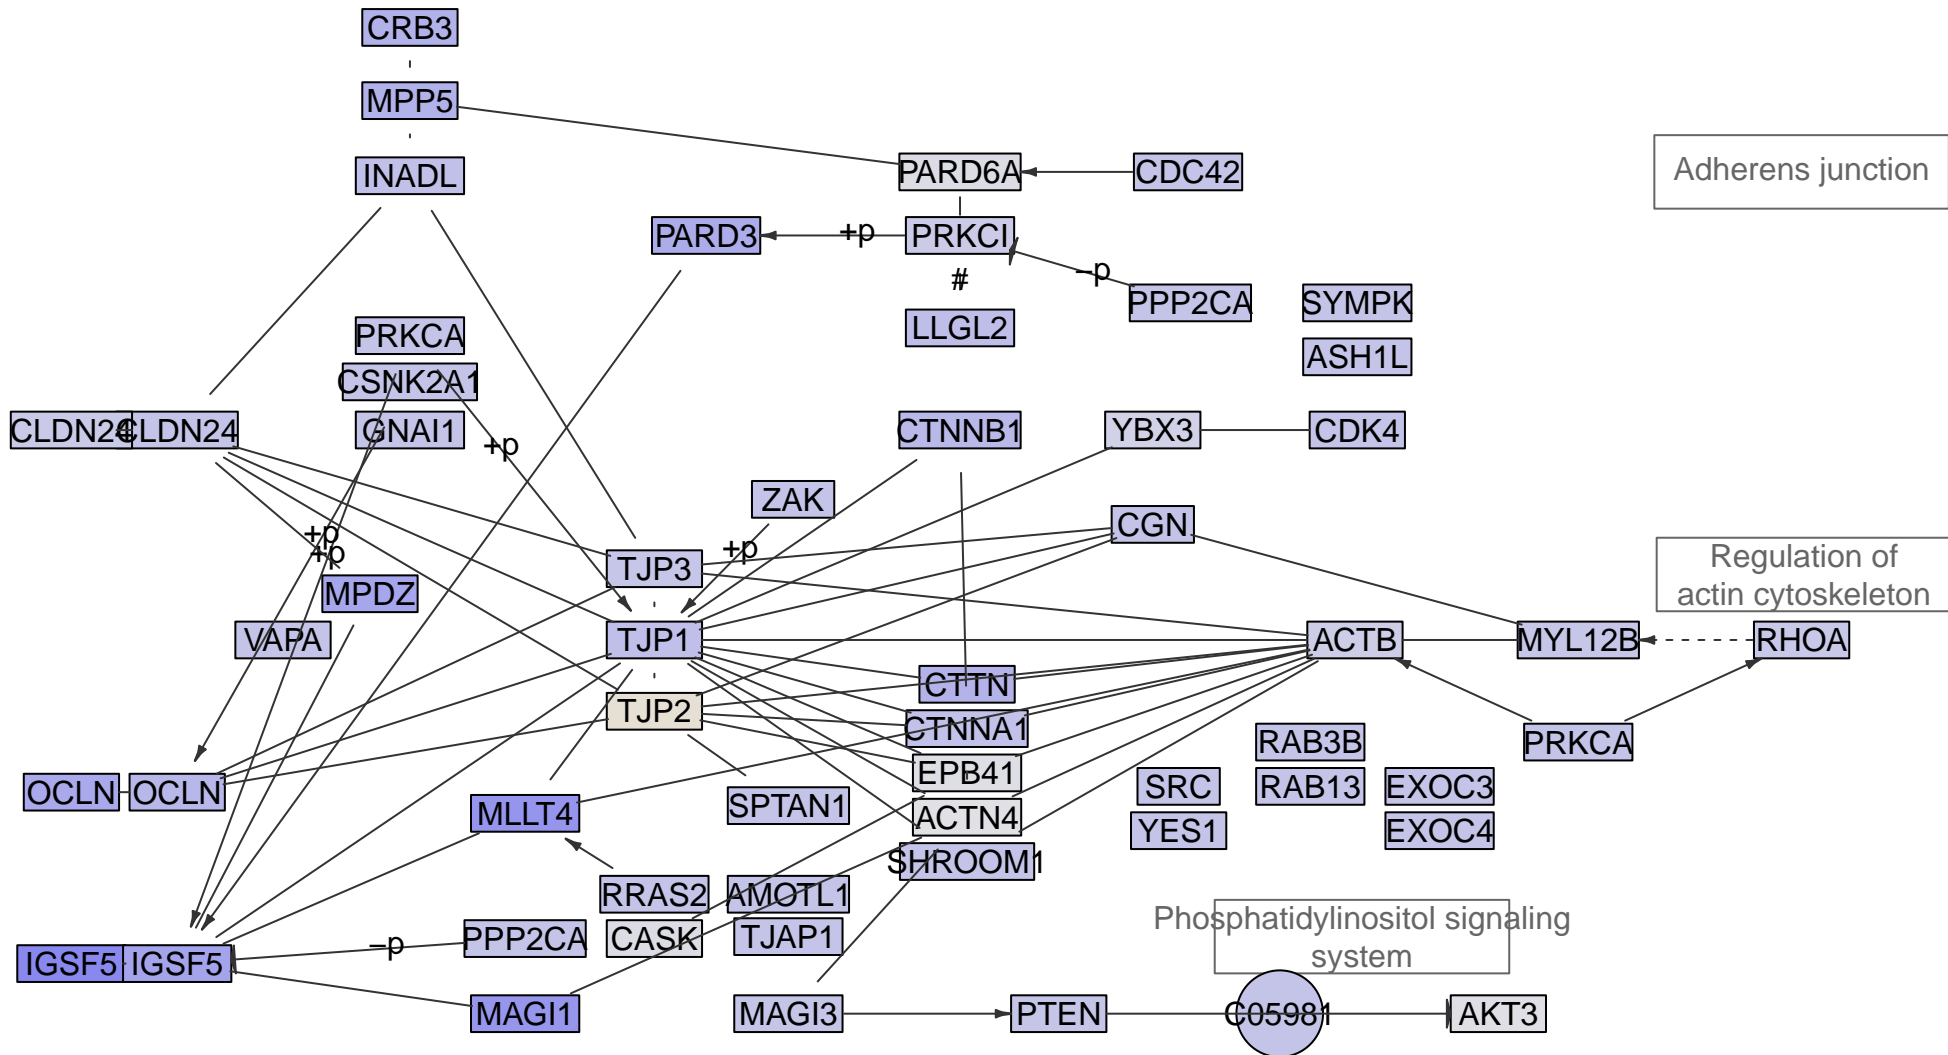 CRB3
MPP5
INADL
PARD6A
CDC42
Adherens junction
PARD3
+p
PRKCI
–p
#
PPP2CA
SYMPK
LLGL2
PRKCA
ASH1L
CSNK2A1
CLDN24
CLDN24
GNAI1
+p
CTNNB1
YBX3
CDK4
ZAK
CGN
+p
+p
+p
TJP3
Regulation of
actin cytoskeleton
MPDZ
VAPA
TJP1
ACTB
MYL12B
RHOA
CTTN
TJP2
CTNNA1
RAB3B
PRKCA
EPB41
OCLN
OCLN
MLLT4
SPTAN1
ACTN4
SRC
RAB13
EXOC3
YES1
EXOC4
SHROOM1
RRAS2
AMOTL1
Phosphatidylinositol signaling
system
PPP2CA
–p
CASK
TJAP1
IGSF5
IGSF5
MAGI1
MAGI3
PTEN
C05981
AKT3